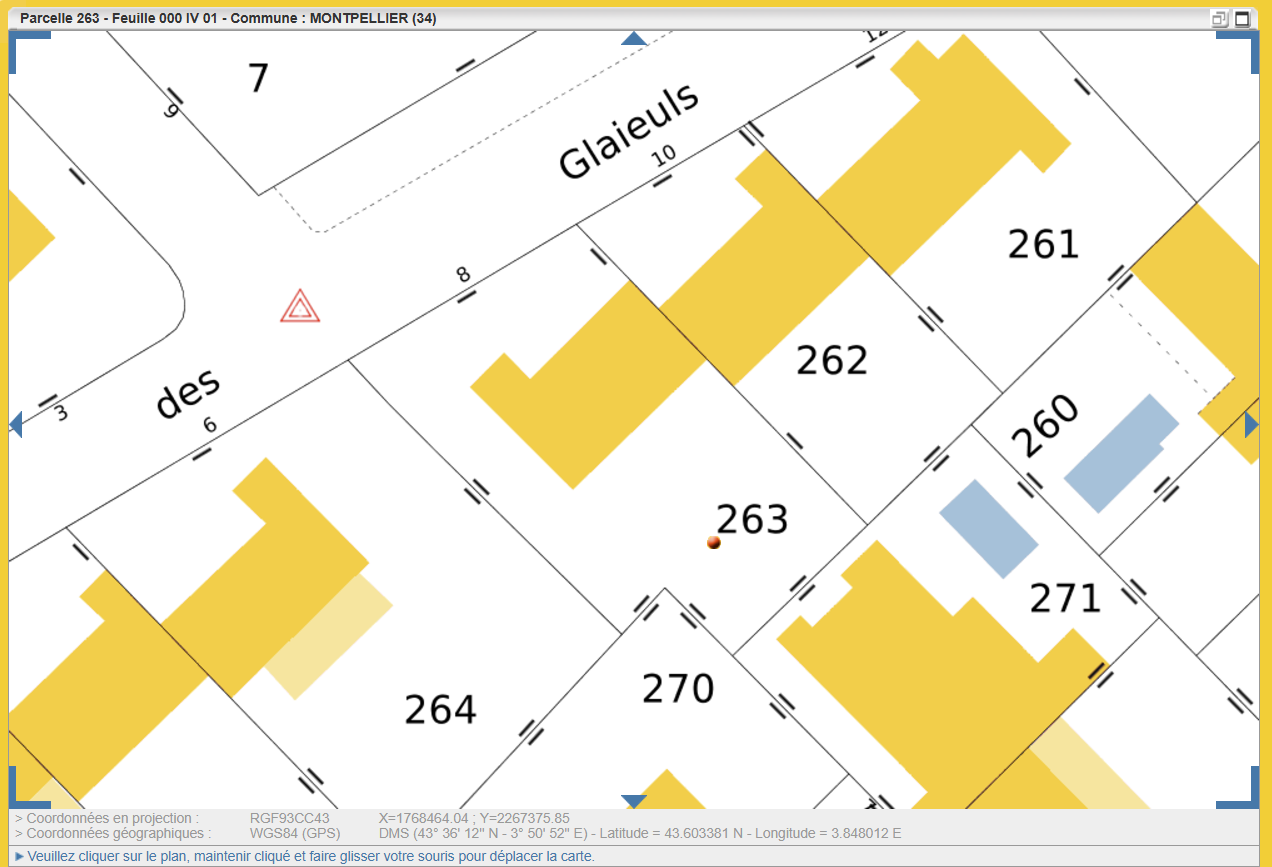 Parcelle 263 - Feuille 000 IV 01 - Commune : MONTPELLIER (34)
12
7
9
Glaieuls
10
261
8
262
des
3
6
260
263
271
270
264
> Coordonnées en projection : RGF93CC43 X=1768464.04 ; Y=2267375.85
> Coordonnées géographiques : WGS84 (GPS) DMS (43° 36' 12" N - 3° 50' 52" E) - Latitude = 43.603381 N - Longitude = 3.848012 E
Veuillez cliquer sur le plan, maintenir cliqué et faire glisser votre souris pour déplacer la carte.